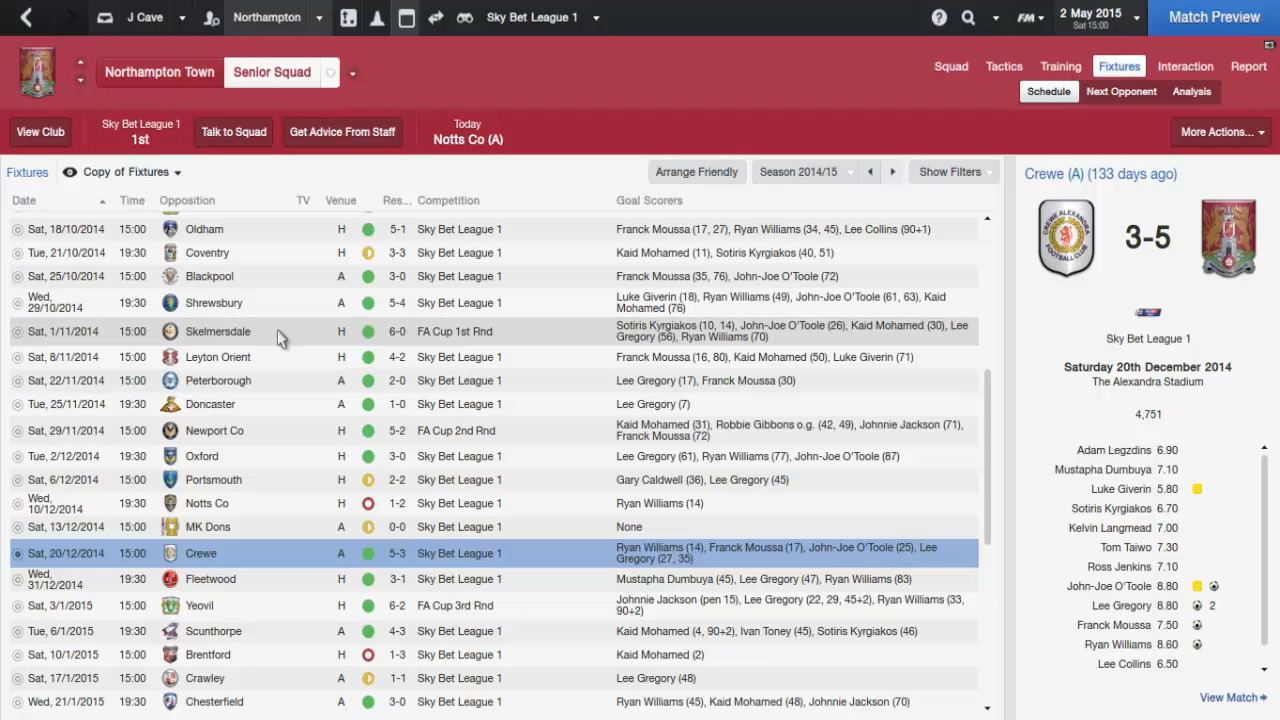 J Cave Northampton Sky Bet League 1 FM 2 May 2015 Sat 15:00 Match Preview
Northampton Town Senior Squad Squad Tactics Training Fixtures Interaction Report
Schedule Next Opponent Analysis
View Club Sky Bet League 1 1st Talk to Squad Get Advice From Staff Today Notts Co (A) More Actions...
Fixtures Copy of Fixtures Arrange Friendly Season 2014/15 Show Filters
Date Time Opposition TV Venue Res... Competition Goal Scorers
Sat, 18/10/2014 15:00 Oldham H 5-1 Sky Bet League 1 Franck Moussa (17, 27), Ryan Williams (34, 45), Lee Collins (90+1)
Tue, 21/10/2014 19:30 Coventry H 3-3 Sky Bet League 1 Kaid Mohamed (11), Sotiris Kyrgiakos (40, 51)
Sat, 25/10/2014 15:00 Blackpool A 3-0 Sky Bet League 1 Franck Moussa (35, 76), John-Joe O'Toole (72)
Wed, 29/10/2014 19:30 Shrewsbury A 5-4 Sky Bet League 1 Luke Giverin (18), Ryan Williams (49), John-Joe O'Toole (61, 63), Kaid Mohamed (76)
Sat, 1/11/2014 15:00 Skelmersdale H 6-0 FA Cup 1st Rnd Sotiris Kyrgiakos (10, 14), John-Joe O'Toole (26), Kaid Mohamed (30), Lee Gregory (56), Ryan Williams (70)
Sat, 8/11/2014 15:00 Leyton Orient H 4-2 Sky Bet League 1 Franck Moussa (16, 80), Kaid Mohamed (50), Luke Giverin (71)
Sat, 22/11/2014 15:00 Peterborough A 2-0 Sky Bet League 1 Lee Gregory (17), Franck Moussa (30)
Tue, 25/11/2014 19:30 Doncaster A 1-0 Sky Bet League 1 Lee Gregory (7)
Sat, 29/11/2014 15:00 Newport Co H 5-2 FA Cup 2nd Rnd Kaid Mohamed (31), Robbie Gibbons o.g. (42, 49), Johnnie Jackson (71), Franck Moussa (72)
Tue, 2/12/2014 19:30 Oxford H 3-0 Sky Bet League 1 Lee Gregory (61), Ryan Williams (77), John-Joe O'Toole (87)
Sat, 6/12/2014 15:00 Portsmouth H 2-2 Sky Bet League 1 Gary Caldwell (36), Lee Gregory (45)
Wed, 10/12/2014 19:30 Notts Co H 1-2 Sky Bet League 1 Ryan Williams (14)
Sat, 13/12/2014 15:00 MK Dons A 0-0 Sky Bet League 1 None
Sat, 20/12/2014 15:00 Crewe A 5-3 Sky Bet League 1 Ryan Williams (14), Franck Moussa (17), John-Joe O'Toole (25), Lee Gregory (27, 35)
Wed, 31/12/2014 19:30 Fleetwood H 3-1 Sky Bet League 1 Mustapha Dumbuya (45), Lee Gregory (47), Ryan Williams (83)
Sat, 3/1/2015 15:00 Yeovil H 6-2 FA Cup 3rd Rnd Johnnie Jackson (pen 15), Lee Gregory (22, 29, 45+2), Ryan Williams (33, 90+2)
Tue, 6/1/2015 19:30 Scunthorpe A 4-3 Sky Bet League 1 Kaid Mohamed (4, 90+2), Ivan Toney (45), Sotiris Kyrgiakos (46)
Sat, 10/1/2015 15:00 Brentford H 1-3 Sky Bet League 1 Kaid Mohamed (2)
Sat, 17/1/2015 15:00 Crawley A 1-1 Sky Bet League 1 Lee Gregory (48)
Wed, 21/1/2015 19:30 Chesterfield A 3-0 Sky Bet League 1 Ryan Williams (45), Kaid Mohamed (48), Johnnie Jackson (70)
Crewe (A) (133 days ago)
CREWE ALEXANDRA FOOTBALL CLUB
3-5
Sky Bet League 1
Saturday 20th December 2014
The Alexandra Stadium
4,751
Adam Legzdins 6.90
Mustapha Dumbuya 7.10
Luke Giverin 5.80
Sotiris Kyrgiakos 6.70
Kelvin Langmead 7.00
Tom Taiwo 7.30
Ross Jenkins 7.10
John-Joe O'Toole 8.80
Lee Gregory 8.80 2
Franck Moussa 7.50
Ryan Williams 8.60
Lee Collins 6.50
View Match